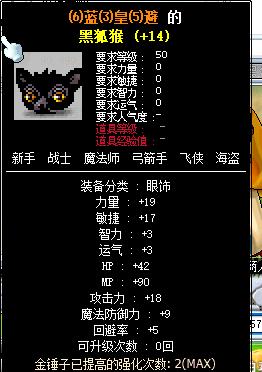 (6)蓝(3)皇(5)避 的
黑狐猴 (+14)
要求等级: 50
要求力量: 0
要求敏捷: -
要求智力: 0
要求运气: -
要求人气度: -
道具等级: -
道具经验值: -
新手 战士 魔法师 弓箭手 飞侠 海盗
装备分类 : 眼饰
力量 : +19
敏捷 : +17
智力 : +3
运气 : +3
HP : +42
MP : +90
攻击力 : +18
魔法防御力 : +9
回避率 : +5
可升级次数 : 0回
金锤子已提高的强化次数: 2(MAX)